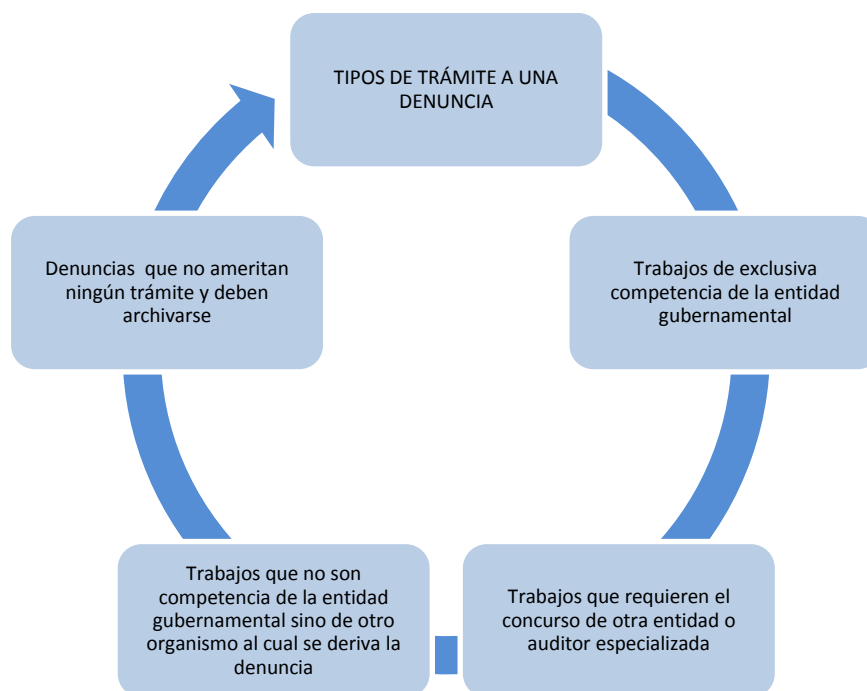 TIPOS DE TRÁMITE A UNA
DENUNCIA
Trabajos de exclusiva
competencia de la entidad
gubernamental
Trabajos que requieren el
concurso de otra entidad o
auditor especializada
Trabajos que no son
competencia de la entidad
gubernamental sino de otro
organismo al cual se deriva la
denuncia
Denuncias  que no ameritan
ningún trámite y deben
archivarse